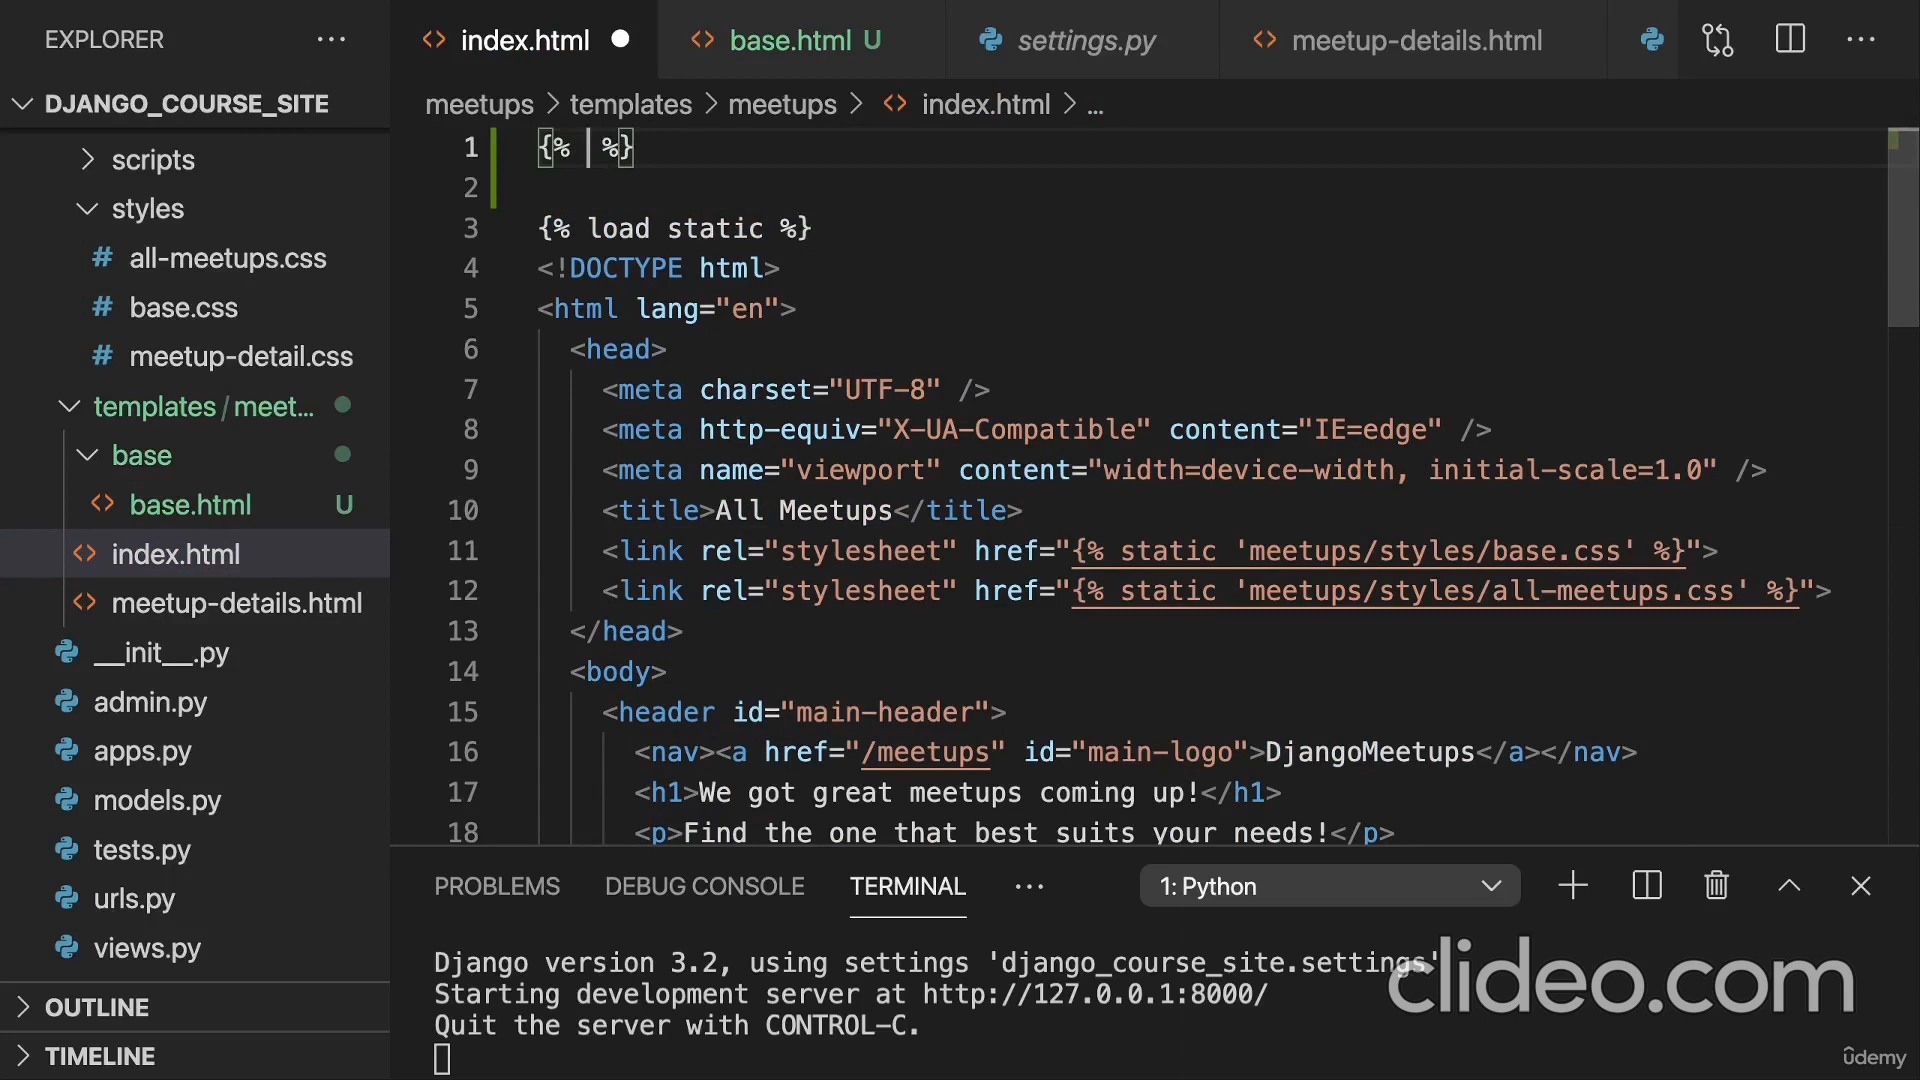 EXPLORER ...
index.html
base.html U
settings.py
meetup-details.html
...
DJANGO_COURSE_SITE
meetups > templates > meetups > index.html > ...
scripts
styles
# all-meetups.css
# base.css
# meetup-detail.css
templates/meet...
base
base.html U
index.html
meetup-details.html
__init__.py
admin.py
apps.py
models.py
tests.py
urls.py
views.py
OUTLINE
TIMELINE
1 {% %}
2
3 {% load static %}
4 <!DOCTYPE html>
5 <html lang="en">
6 <head>
7 <meta charset="UTF-8" />
8 <meta http-equiv="X-UA-Compatible" content="IE=edge" />
9 <meta name="viewport" content="width=device-width, initial-scale=1.0" />
10 <title>All Meetups</title>
11 <link rel="stylesheet" href="{% static 'meetups/styles/base.css' %}">
12 <link rel="stylesheet" href="{% static 'meetups/styles/all-meetups.css' %}">
13 </head>
14 <body>
15 <header id="main-header">
16 <nav><a href="/meetups" id="main-logo">DjangoMeetups</a></nav>
17 <h1>We got great meetups coming up!</h1>
18 <p>Find the one that best suits your needs!</p>
PROBLEMS DEBUG CONSOLE TERMINAL ... 1: Python
Django version 3.2, using settings 'django_course_site.settings'
Starting development server at http://127.0.0.1:8000/
Quit the server with CONTROL-C.
clideo.com
ûdemy